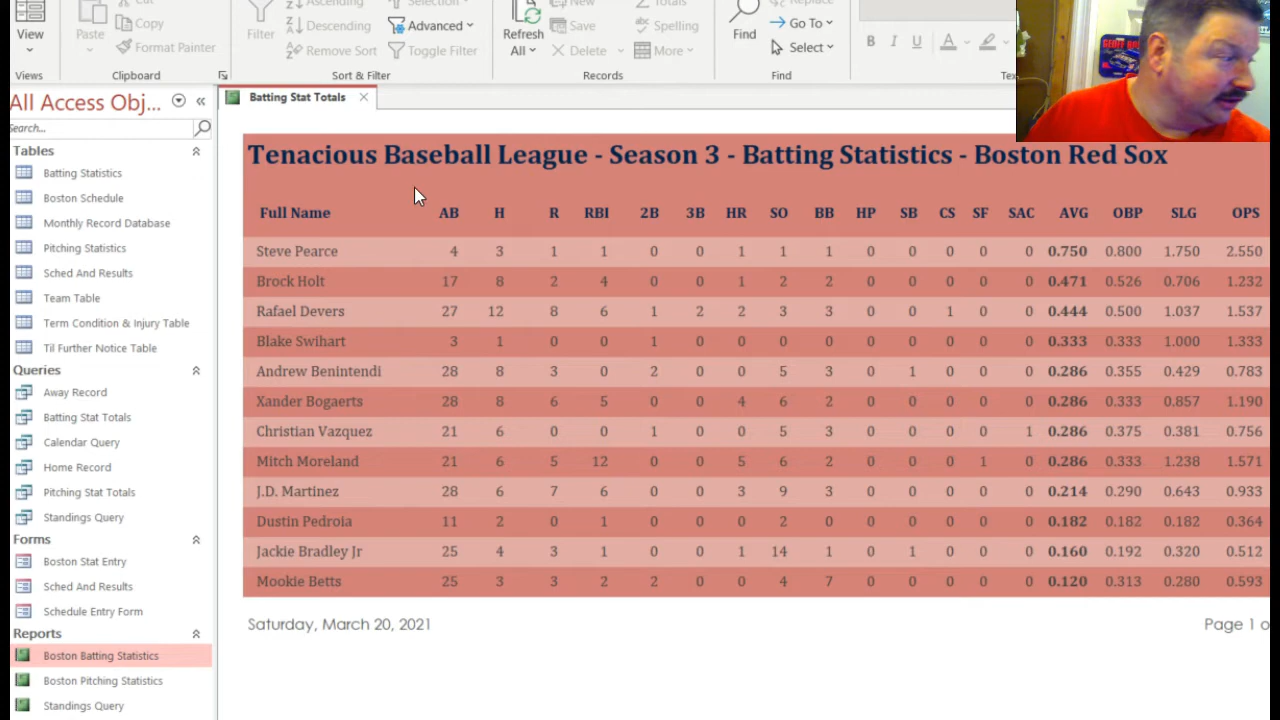 Cut Ascending Selection New Totals Replace
View Paste Copy Filter Descending Advanced Refresh All Save Spelling Find Go To
Format Painter Remove Sort Toggle Filter Delete More Select B I U A
Views Clipboard Sort & Filter Records Find
All Access Obj... « Batting Stat Totals ×
Search...
Tables
Batting Statistics
Boston Schedule
Monthly Record Database
Pitching Statistics
Sched And Results
Team Table
Term Condition & Injury Table
Til Further Notice Table
Queries
Away Record
Batting Stat Totals
Calendar Query
Home Record
Pitching Stat Totals
Standings Query
Forms
Boston Stat Entry
Sched And Results
Schedule Entry Form
Reports
Boston Batting Statistics
Boston Pitching Statistics
Standings Query
Tenacious Baseball League - Season 3 - Batting Statistics - Boston Red Sox
Full Name AB H R RBI 2B 3B HR SO BB HP SB CS SF SAC AVG OBP SLG OPS
Steve Pearce 4 3 1 1 0 0 1 1 1 0 0 0 0 0 0.750 0.800 1.750 2.550
Brock Holt 17 8 2 4 0 0 1 2 2 0 0 0 0 0 0.471 0.526 0.706 1.232
Rafael Devers 27 12 8 6 1 2 2 3 3 0 0 1 0 0 0.444 0.500 1.037 1.537
Blake Swihart 3 1 0 0 1 0 0 0 0 0 0 0 0 0 0.333 0.333 1.000 1.333
Andrew Benintendi 28 8 3 0 2 0 0 5 3 0 1 0 0 0 0.286 0.355 0.429 0.783
Xander Bogaerts 28 8 6 5 0 0 4 6 2 0 0 0 0 0 0.286 0.333 0.857 1.190
Christian Vazquez 21 6 0 0 1 0 0 5 3 0 0 0 0 1 0.286 0.375 0.381 0.756
Mitch Moreland 21 6 5 12 0 0 5 6 2 0 0 0 1 0 0.286 0.333 1.238 1.571
J.D. Martinez 28 6 7 6 0 0 3 9 3 0 0 0 0 0 0.214 0.290 0.643 0.933
Dustin Pedroia 11 2 0 1 0 0 0 2 0 0 0 0 0 0 0.182 0.182 0.182 0.364
Jackie Bradley Jr 25 4 3 1 0 0 1 14 1 0 1 0 0 0 0.160 0.192 0.320 0.512
Mookie Betts 25 3 3 2 2 0 0 4 7 0 0 0 0 0 0.120 0.313 0.280 0.593
Saturday, March 20, 2021 Page 1